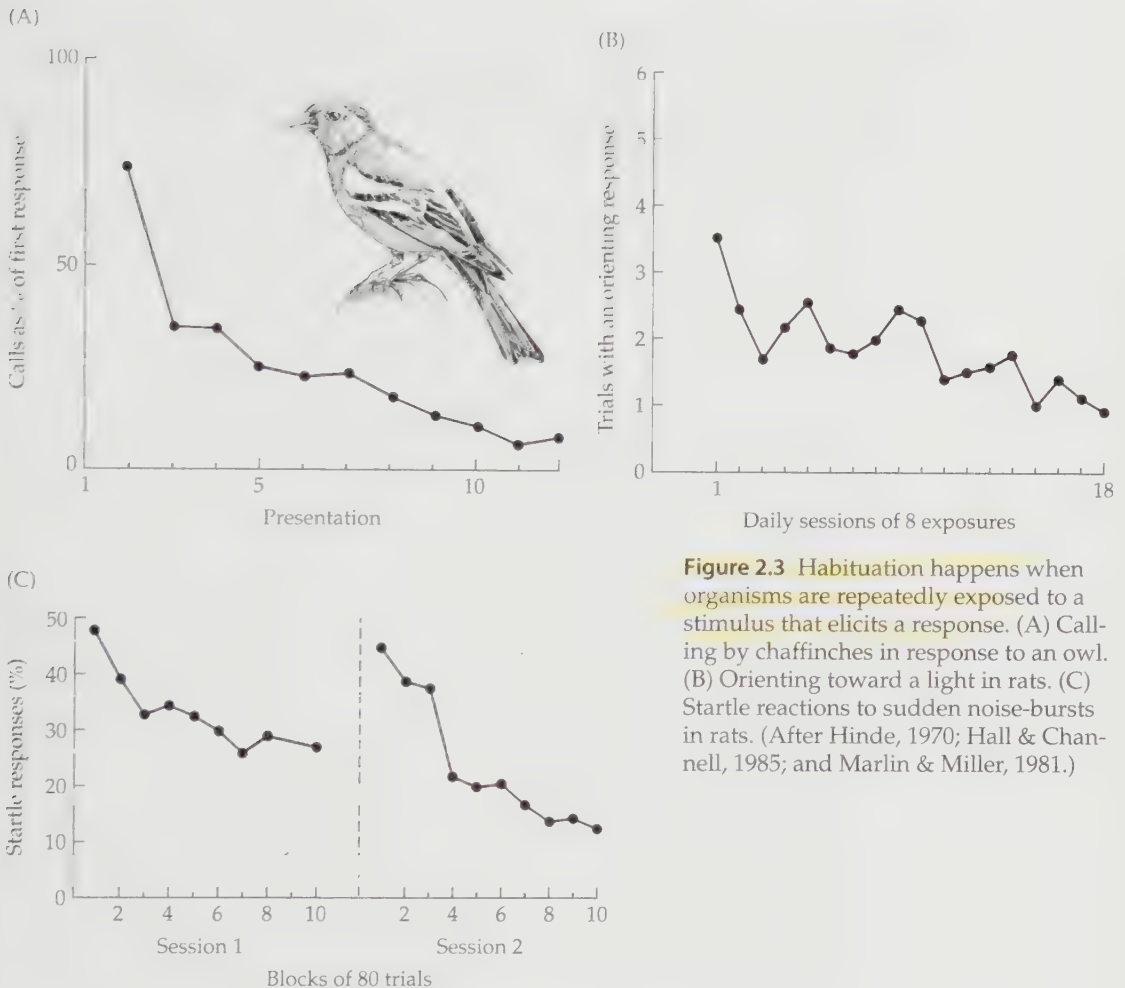 (A)
100
50
0
Calls as % of first response
1 5 10
Presentation
(B)
6
5
4
3
2
1
0
Trials with an orienting response
1 18
Daily sessions of 8 exposures
Figure 2.3 Habituation happens when
organisms are repeatedly exposed to a
stimulus that elicits a response. (A) Call-
ing by chaffinches in response to an owl.
(B) Orienting toward a light in rats. (C)
Startle reactions to sudden noise-bursts
in rats. (After Hinde, 1970; Hall & Chan-
nell, 1985; and Marlin & Miller, 1981.)
(C)
50
40
30
20
10
0
Startle responses (%)
2 4 6 8 10 2 4 6 8 10
Session 1 Session 2
Blocks of 80 trials